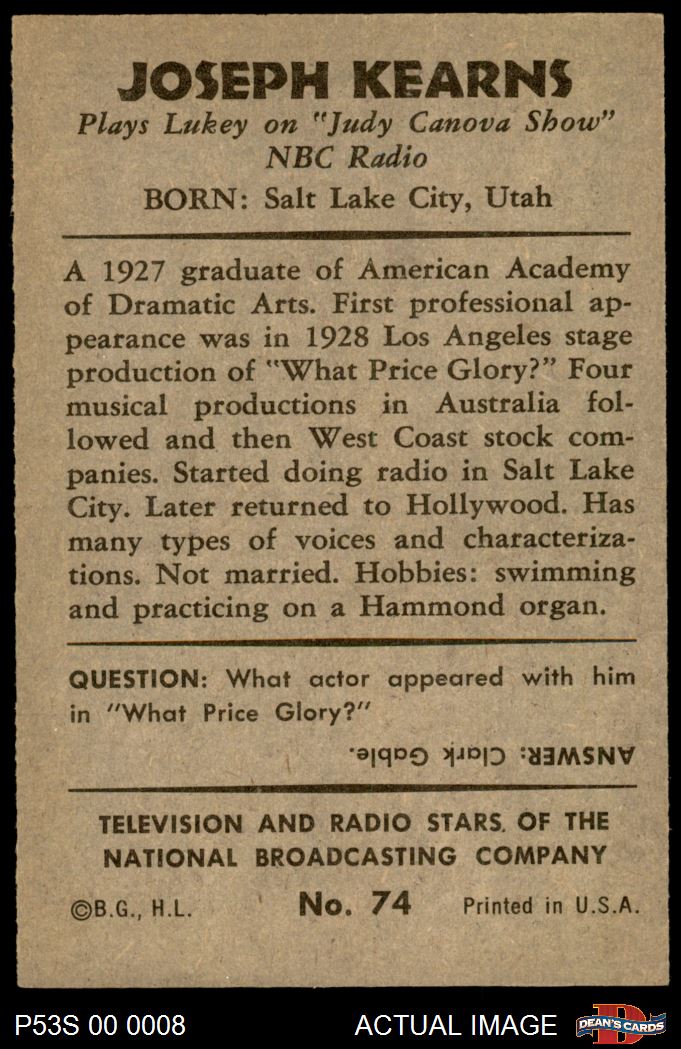 JOSEPH KEARNS
Plays Lukey on "Judy Canova Show"
NBC Radio
BORN: Salt Lake City, Utah
A 1927 graduate of American Academy
of Dramatic Arts. First professional ap-
pearance was in 1928 Los Angeles stage
production of "What Price Glory?" Four
musical productions in Australia fol-
lowed and then West Coast stock com-
panies. Started doing radio in Salt Lake
City. Later returned to Hollywood. Has
many types of voices and characteriza-
tions. Not married. Hobbies: swimming
and practicing on a Hammond organ.
QUESTION: What actor appeared with him
in "What Price Glory?"
ANSWER: Clark Gable.
TELEVISION AND RADIO STARS OF THE
NATIONAL BROADCASTING COMPANY
©B.G., H.L. No. 74 Printed in U.S.A.
P53S 00 0008 ACTUAL IMAGE DEAN'S CARDS